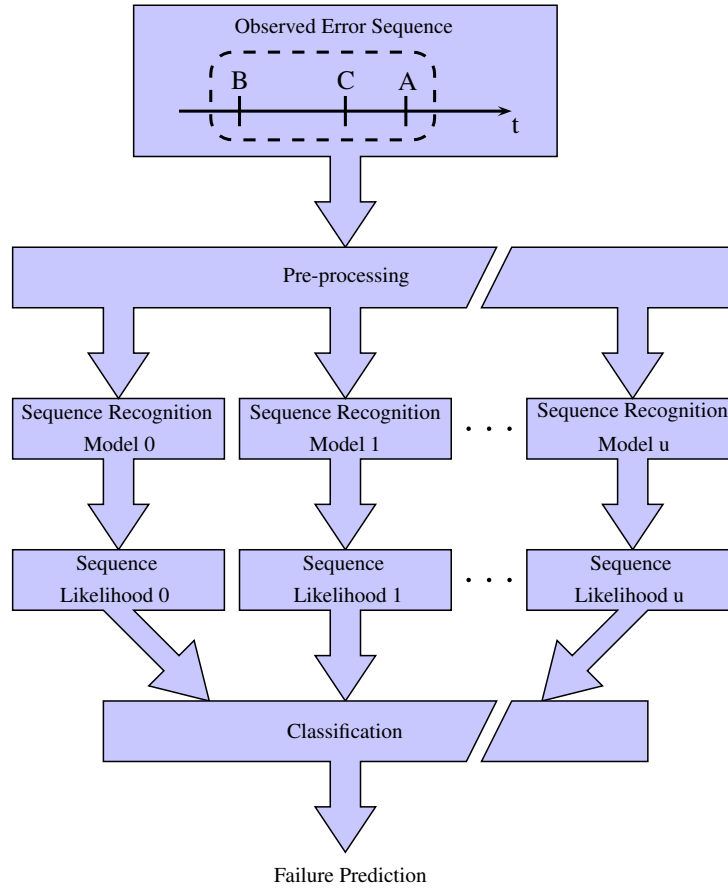 Observed Error Sequence
B C A
t
Pre-processing
Sequence Recognition
Model 0
Sequence Recognition
Model 1
. . .
Sequence Recognition
Model u
Sequence
Likelihood 0
Sequence
Likelihood 1
. . .
Sequence
Likelihood u
Classification
Failure Prediction